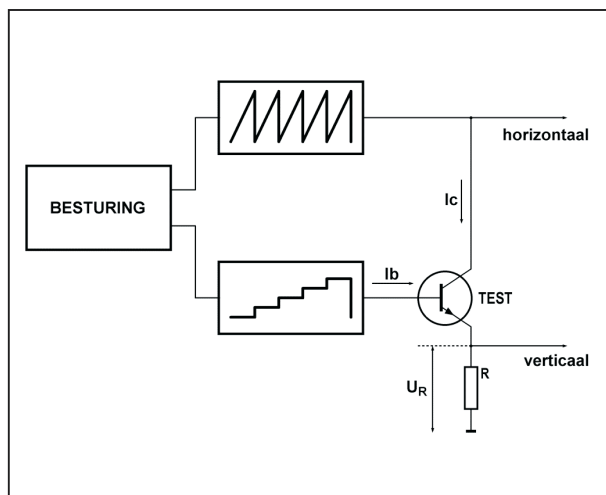 horizontaal
Ic
BESTURING
Ib
TEST
verticaal
R
UR